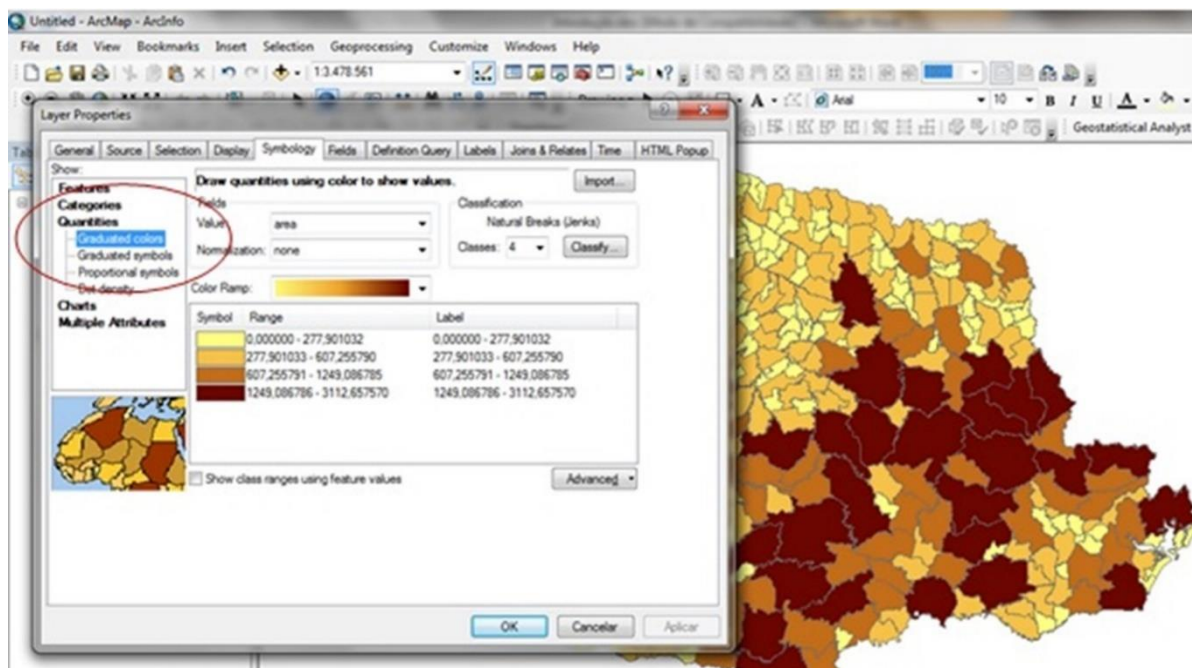 Untitled - ArcMap - ArcInfo
File Edit View Bookmarks Insert Selection Geoprocessing Customize Windows Help
1:3.478.561
Arial 10 B I U A
Geostatistical Analyst
Layer Properties
General Source Selection Display Symbology Fields Definition Query Labels Joins & Relates Time HTML Popup
Show:
Features
Categories
Quantities
Graduated colors
Graduated symbols
Proportional symbols
Dot density
Charts
Multiple Attributes
Draw quantities using color to show values.
Import...
Fields
Value: area
Normalization: none
Classification
Natural Breaks (Jenks)
Classes: 4 Classify...
Color Ramp:
Symbol Range Label
0,000000 - 277,901032 0,000000 - 277,901032
277,901033 - 607,255790 277,901033 - 607,255790
607,255791 - 1249,086785 607,255791 - 1249,086785
1249,086786 - 3112,657570 1249,086786 - 3112,657570
Show class ranges using feature values
Advanced
OK Cancelar Aplicar